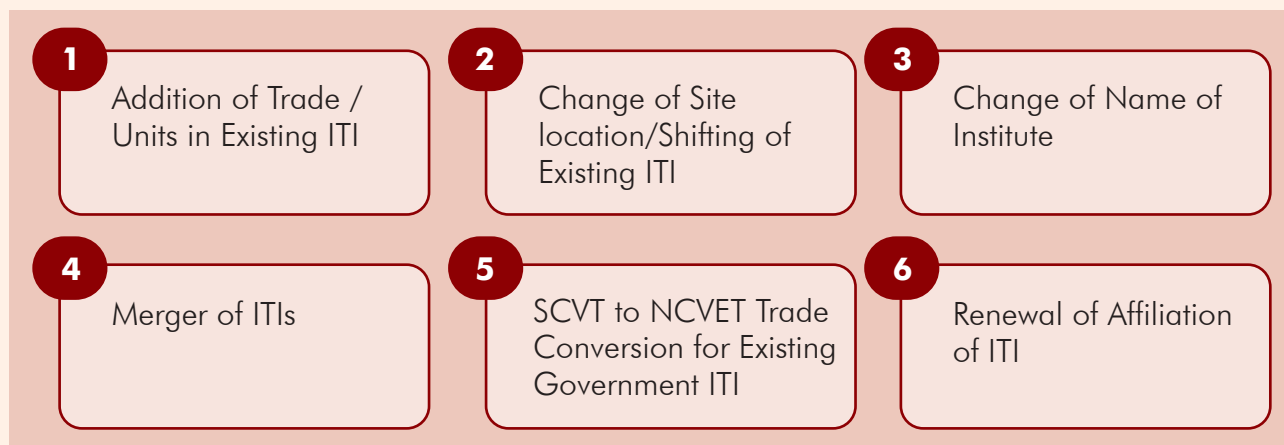 1
Addition of Trade /
Units in Existing ITI
2
Change of Site
location/Shifting of
Existing ITI
3
Change of Name of
Institute
4
Merger of ITIs
5
SCVT to NCVET Trade
Conversion for Existing
Government ITI
6
Renewal of Affiliation
of ITI